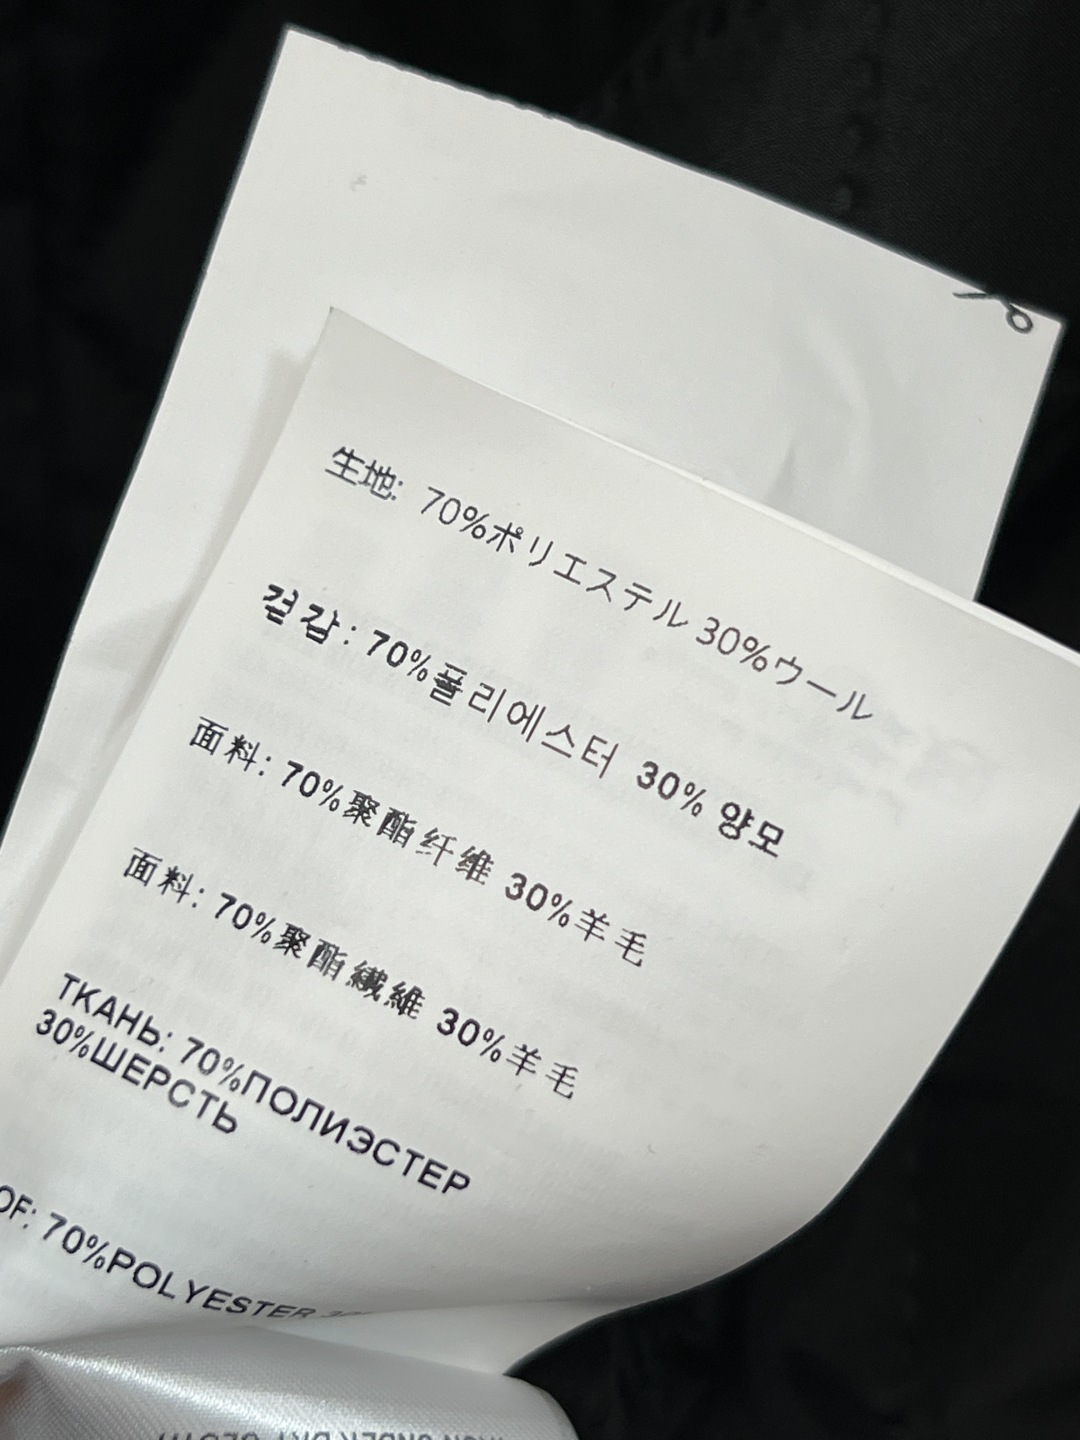 生地: 70%ポリエステル 30%ウール
겉감: 70%폴리에스터 30% 양모
面料: 70%聚酯纤维 30%羊毛
面料: 70%聚酯纖維 30%羊毛
ТКАНЬ: 70%ПОЛИЭСТЕР
30%ШЕРСТЬ
OF: 70%POLYESTER